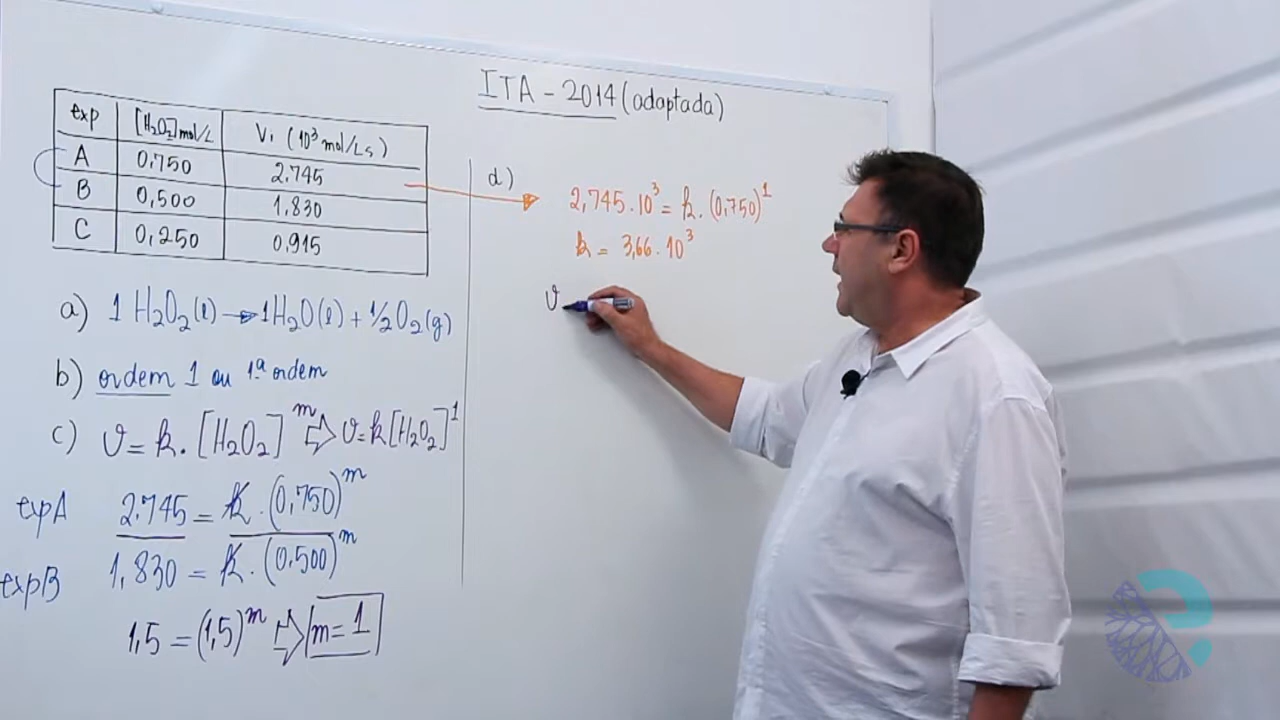 ITA - 2014 (adaptada)
exp [H₂O₂] mol/L V₁ (10³ mol/Ls)
A 0,750 2.745
B 0,500 1,830
C 0,250 0,915
a) 1 H₂O₂(l) → 1H₂O(l) + 1/2 O₂(g)
b) ordem 1 ou 1ª ordem
c) v = k. [H₂O₂]ᵐ ⇒ v = k[H₂O₂]¹
expA 2.745 = k. (0,750)ᵐ
expB 1,830 = k. (0.500)ᵐ
1,5 = (1,5)ᵐ ⇒ m = 1
d) 2,745.10³ = k. (0,750)¹
k = 3,66. 10³
v